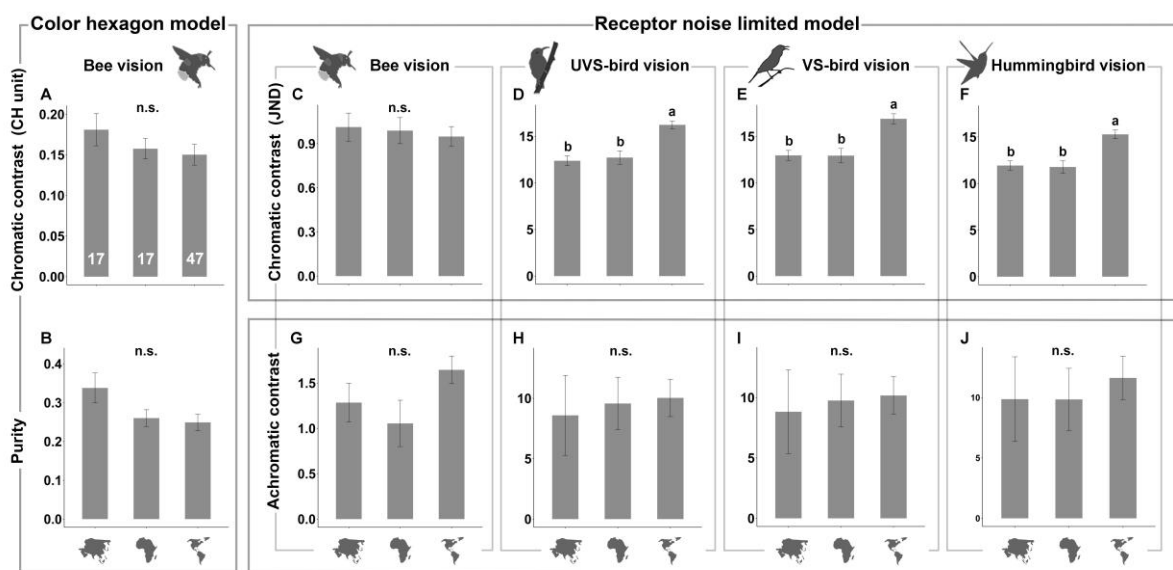 Color hexagon model
Receptor noise limited model
Bee vision
Bee vision
UVS-bird vision
VS-bird vision
Hummingbird vision
Chromatic contrast (CH unit)
A
n.s.
0.20
0.15
0.10
0.05
0.00
17
17
47
Chromatic contrast (JND)
C
n.s.
0.9
0.6
0.3
0.0
D
b
b
a
15
10
5
0
E
b
b
a
15
10
5
0
F
b
b
a
15
10
5
0
Purity
B
n.s.
0.4
0.3
0.2
0.1
0.0
Achromatic contrast
G
n.s.
1.5
1.0
0.5
0.0
H
n.s.
10
5
0
I
n.s.
10
5
0
J
n.s.
10
5
0